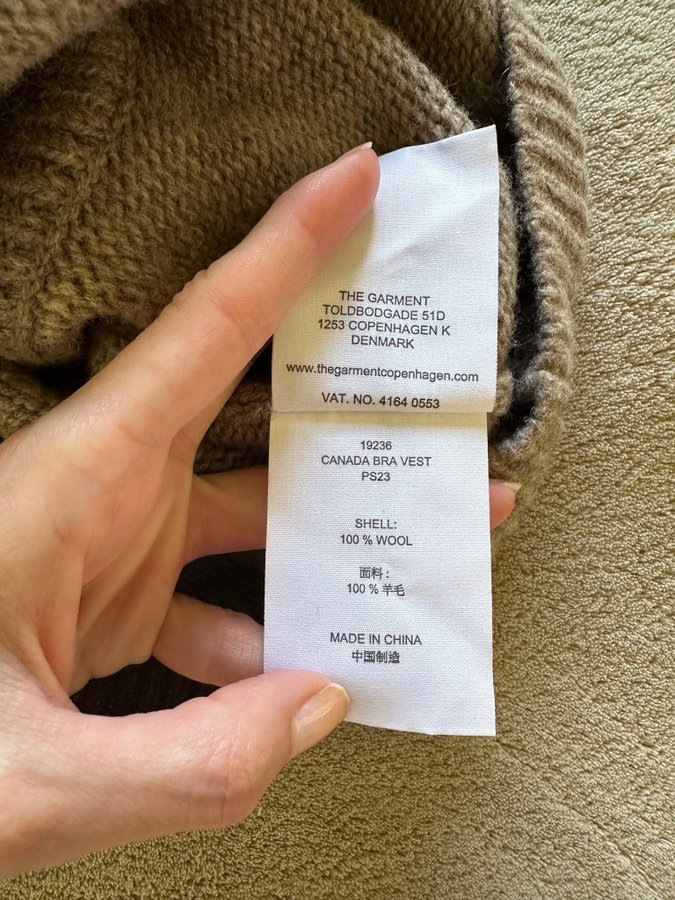 THE GARMENT
TOLDBODGADE 51D
1253 COPENHAGEN K
DENMARK
www.thegarmentcopenhagen.com
VAT. NO. 4164 0553
19236
CANADA BRA VEST
PS23
SHELL:
100 % WOOL
面料 :
100 % 羊毛
MADE IN CHINA
中国制造